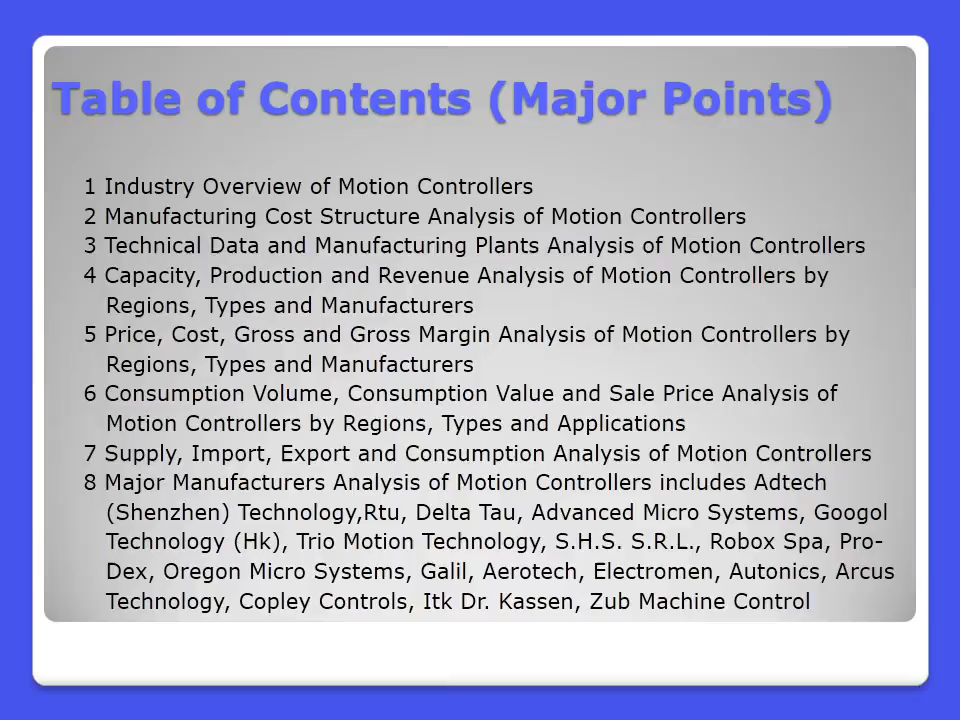 Table of Contents (Major Points)
1 Industry Overview of Motion Controllers
2 Manufacturing Cost Structure Analysis of Motion Controllers
3 Technical Data and Manufacturing Plants Analysis of Motion Controllers
4 Capacity, Production and Revenue Analysis of Motion Controllers by
Regions, Types and Manufacturers
5 Price, Cost, Gross and Gross Margin Analysis of Motion Controllers by
Regions, Types and Manufacturers
6 Consumption Volume, Consumption Value and Sale Price Analysis of
Motion Controllers by Regions, Types and Applications
7 Supply, Import, Export and Consumption Analysis of Motion Controllers
8 Major Manufacturers Analysis of Motion Controllers includes Adtech
(Shenzhen) Technology,Rtu, Delta Tau, Advanced Micro Systems, Googol
Technology (Hk), Trio Motion Technology, S.H.S. S.R.L., Robox Spa, Pro-
Dex, Oregon Micro Systems, Galil, Aerotech, Electromen, Autonics, Arcus
Technology, Copley Controls, Itk Dr. Kassen, Zub Machine Control